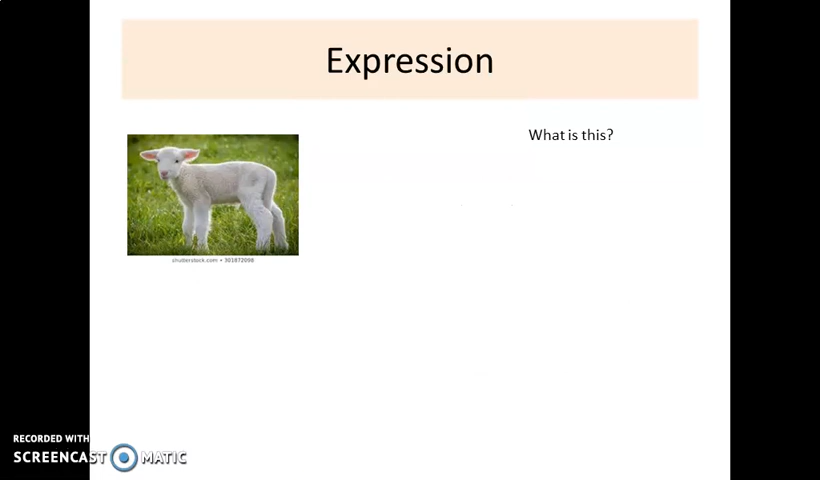 Expression
What is this?
shutterstock.com • 301872098
RECORDED WITH
SCREENCAST MATIC